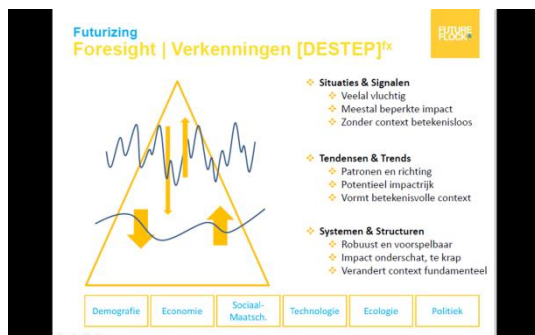 Futurizing
Foresight | Verkenningen [DESTEP]fx
FUTURE
FLOCK
Situaties & Signalen
Veelal vluchtig
Meestal beperkte impact
Zonder context betekenisloos
Tendensen & Trends
Patronen en richting
Potentieel impactrijk
Vormt betekenisvolle context
Systemen & Structuren
Robuust en voorspelbaar
Impact onderschat, te krap
Verandert context fundamenteel
Demografie
Economie
Sociaal-
Maatsch.
Technologie
Ecologie
Politiek